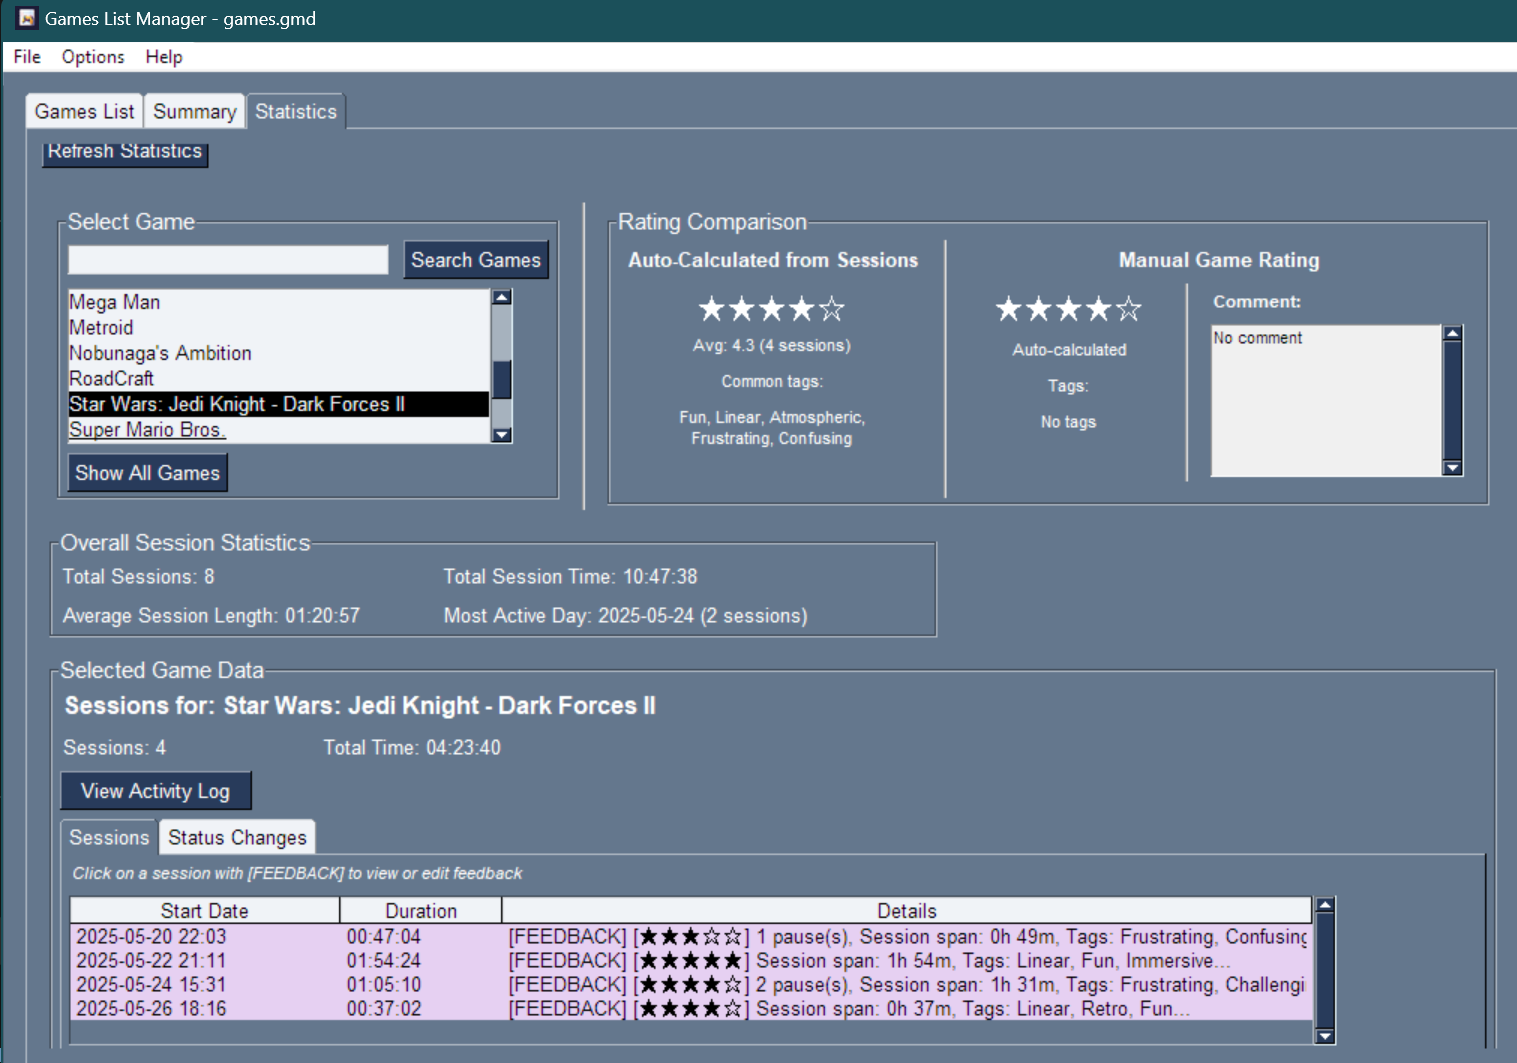 Games List Manager - games.gmd
File Options Help
Games List Summary Statistics
Refresh Statistics
Select Game
Search Games
Mega Man
Metroid
Nobunaga's Ambition
RoadCraft
Star Wars: Jedi Knight - Dark Forces II
Super Mario Bros.
Show All Games
Rating Comparison
Auto-Calculated from Sessions
★★★★☆
Avg: 4.3 (4 sessions)
Common tags:
Fun, Linear, Atmospheric,
Frustrating, Confusing
Manual Game Rating
★★★★☆
Auto-calculated
Tags:
No tags
Comment:
No comment
Overall Session Statistics
Total Sessions: 8 Total Session Time: 10:47:38
Average Session Length: 01:20:57 Most Active Day: 2025-05-24 (2 sessions)
Selected Game Data
Sessions for: Star Wars: Jedi Knight - Dark Forces II
Sessions: 4 Total Time: 04:23:40
View Activity Log
Sessions Status Changes
Click on a session with [FEEDBACK] to view or edit feedback
Start Date Duration Details
2025-05-20 22:03 00:47:04 [FEEDBACK] [★★★☆☆] 1 pause(s), Session span: 0h 49m, Tags: Frustrating, Confusing
2025-05-22 21:11 01:54:24 [FEEDBACK] [★★★★★] Session span: 1h 54m, Tags: Linear, Fun, Immersive...
2025-05-24 15:31 01:05:10 [FEEDBACK] [★★★★☆] 2 pause(s), Session span: 1h 31m, Tags: Frustrating, Challengi
2025-05-26 18:16 00:37:02 [FEEDBACK] [★★★★☆] Session span: 0h 37m, Tags: Linear, Retro, Fun...